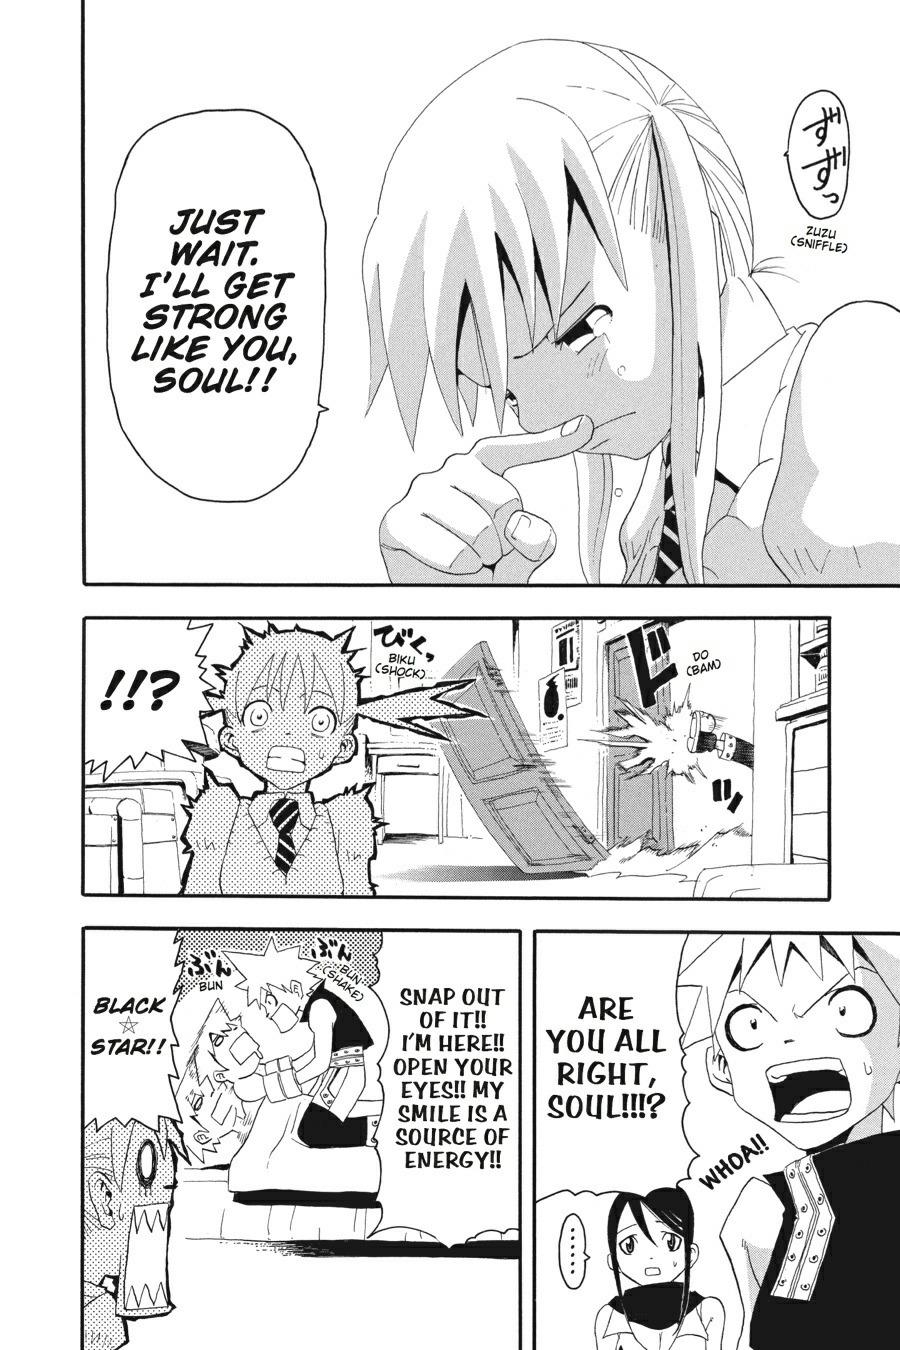 ずずっ
ZUZU
(SNIFFLE)
JUST
WAIT.
I'LL GET
STRONG
LIKE YOU,
SOUL!!
ドッ
DO
(BAM)
びくっ
BIKU
(SHOCK)
!!?
ARE
YOU ALL
RIGHT,
SOUL!!!?
WHOA!!
......
SNAP OUT
OF IT!!
I'M HERE!!
OPEN YOUR
EYES!! MY
SMILE IS A
SOURCE OF
ENERGY!!
ぶん
BUN
(SHAKE)
ぶん
BUN
BLACK
☆
STAR!!